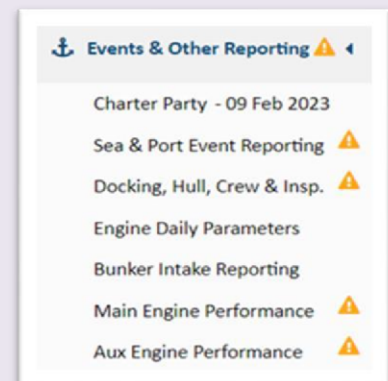 Events & Other Reporting
Charter Party - 09 Feb 2023
Sea & Port Event Reporting
Docking, Hull, Crew & Insp.
Engine Daily Parameters
Bunker Intake Reporting
Main Engine Performance
Aux Engine Performance